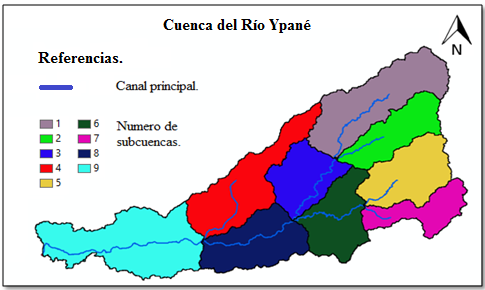 Cuenca del Río Ypané
N
Referencias.
Canal principal.
1 6
2 7
3 8
4 9
5
Numero de
subcuencas.